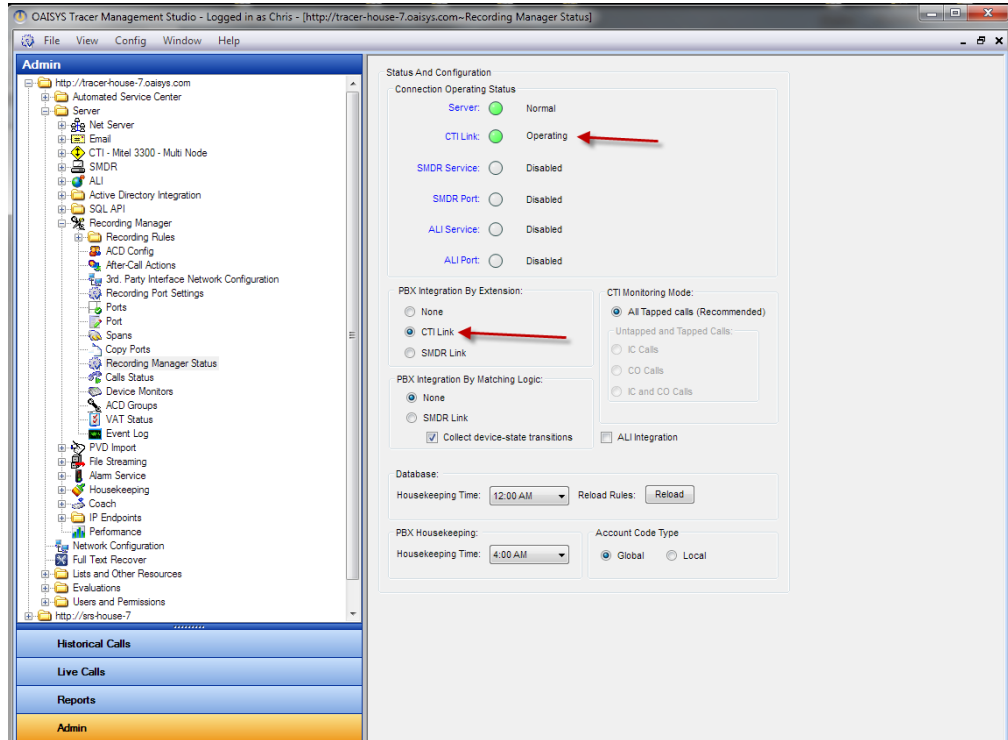 OAISYS Tracer Management Studio - Logged in as Chris - [http://tracer-house-7.oaisys.com~Recording Manager Status]
File View Config Window Help
Admin
http://tracer-house-7.oaisys.com
Automated Service Center
Server
Net Server
Email
CTI - Mitel 3300 - Multi Node
SMDR
ALI
Active Directory Integration
SQL API
Recording Manager
Recording Rules
ACD Config
After-Call Actions
3rd. Party Interface Network Configuration
Recording Port Settings
Ports
Port
Spans
Copy Ports
Recording Manager Status
Calls Status
Device Monitors
ACD Groups
VAT Status
Event Log
PVD Import
File Streaming
Alarm Service
Housekeeping
Coach
IP Endpoints
Performance
Network Configuration
Full Text Recover
Lists and Other Resources
Evaluations
Users and Permissions
http://srs-house-7
Historical Calls
Live Calls
Reports
Admin
Status And Configuration
Connection Operating Status
Server: Normal
CTI Link: Operating
SMDR Service: Disabled
SMDR Port: Disabled
ALI Service: Disabled
ALI Port: Disabled
PBX Integration By Extension:
None
CTI Link
SMDR Link
CTI Monitoring Mode:
All Tapped calls (Recommended)
Untapped and Tapped Calls:
IC Calls
CO Calls
IC and CO Calls
PBX Integration By Matching Logic:
None
SMDR Link
Collect device-state transitions
ALI Integration
Database:
Housekeeping Time: 12:00 AM Reload Rules: Reload
PBX Housekeeping:
Housekeeping Time: 4:00 AM
Account Code Type
Global Local